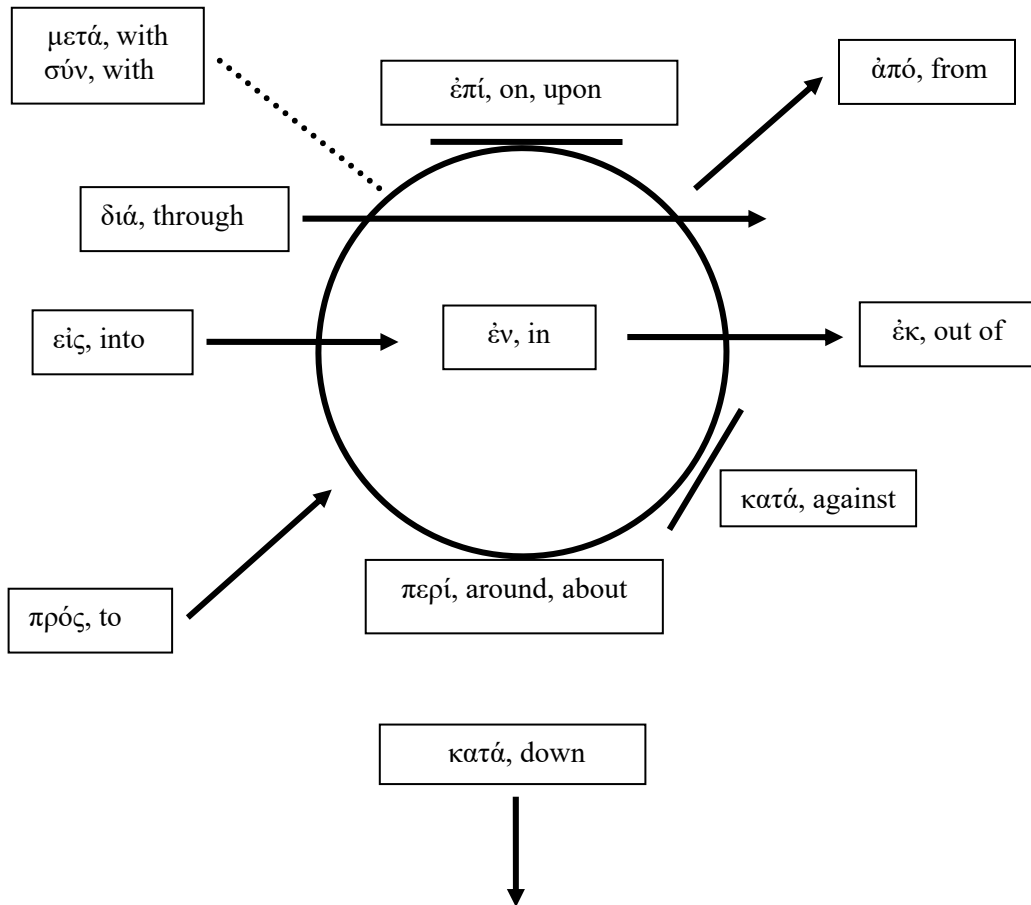 μετά, with
σύν, with
ἐπί, on, upon
ἀπό, from
διά, through
εἰς, into
ἐν, in
ἐκ, out of
κατά, against
περί, around, about
πρός, to
κατά, down